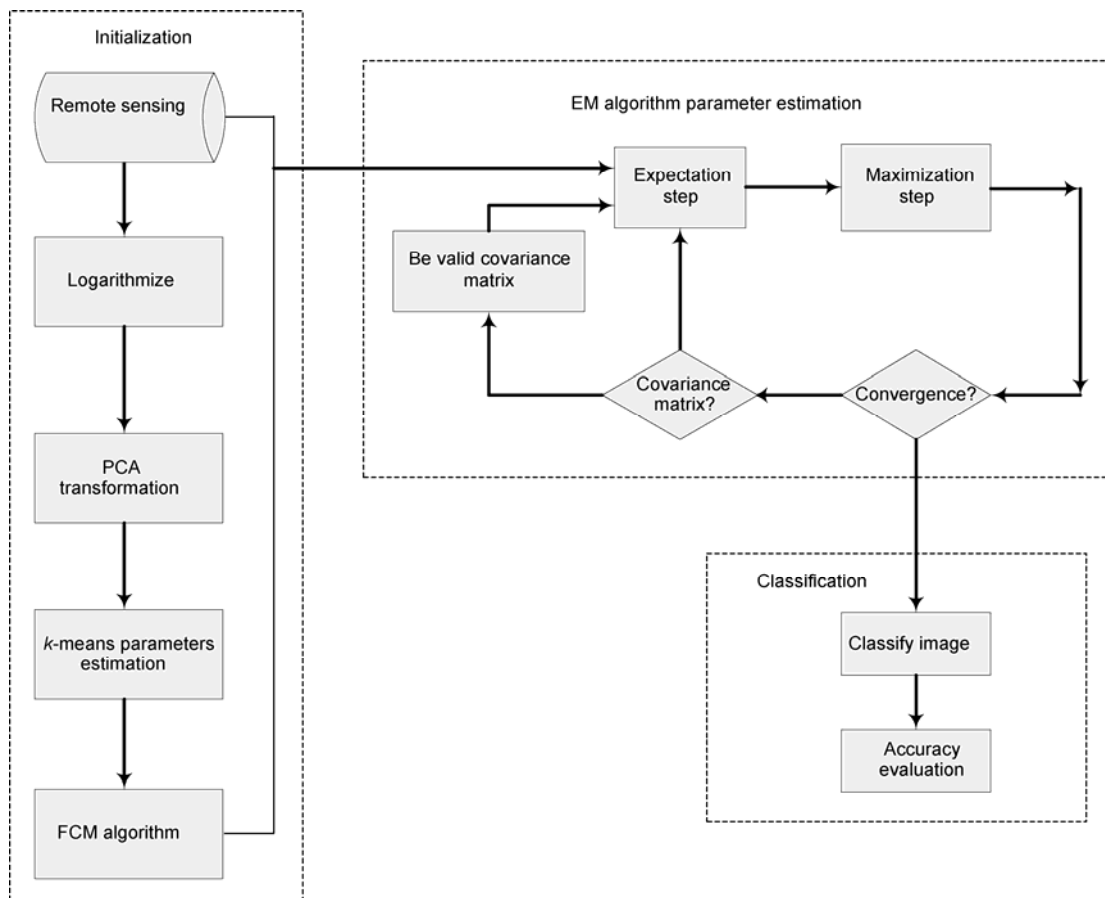 Initialization
Remote sensing
Logarithmize
PCA
transformation
k-means parameters
estimation
FCM algorithm
EM algorithm parameter estimation
Expectation
step
Maximization
step
Be valid covariance
matrix
Covariance
matrix?
Convergence?
Classification
Classify image
Accuracy
evaluation